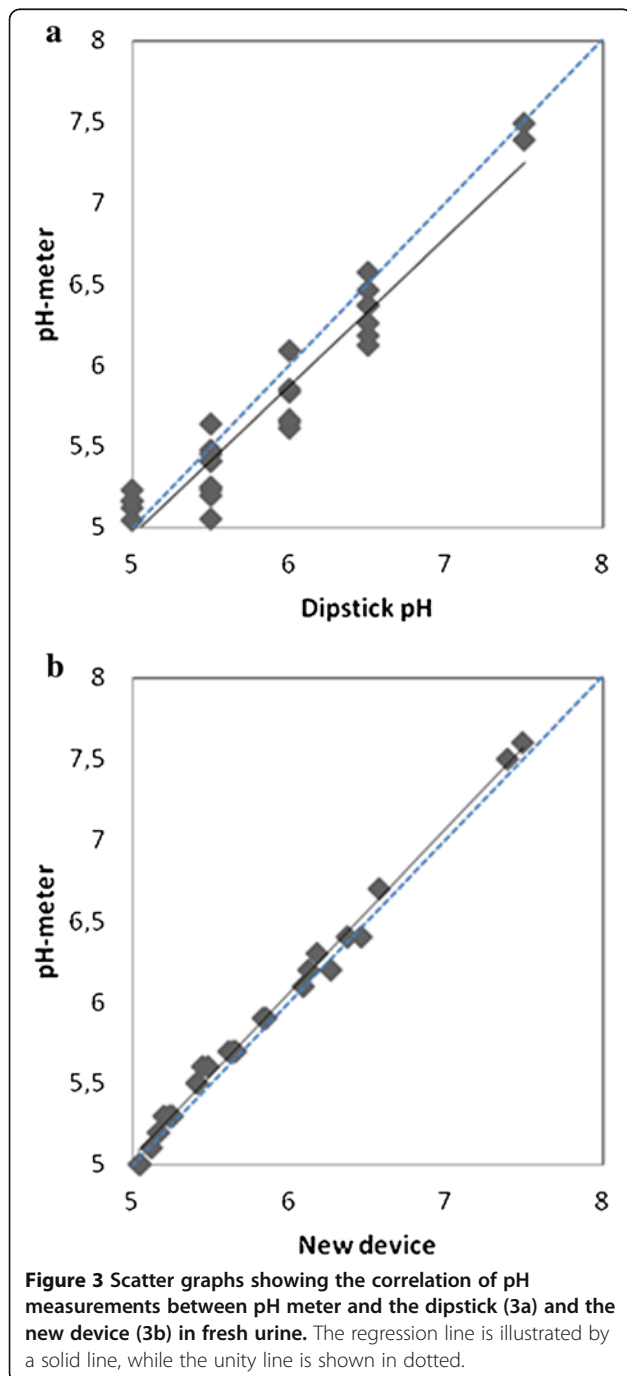 a
8
7,5
7
6,5
6
5,5
5
pH-meter
5 6 7 8
Dipstick pH
b
8
7,5
7
6,5
6
5,5
5
pH-meter
5 6 7 8
New device
Figure 3 Scatter graphs showing the correlation of pH
measurements between pH meter and the dipstick (3a) and the
new device (3b) in fresh urine. The regression line is illustrated by
a solid line, while the unity line is shown in dotted.